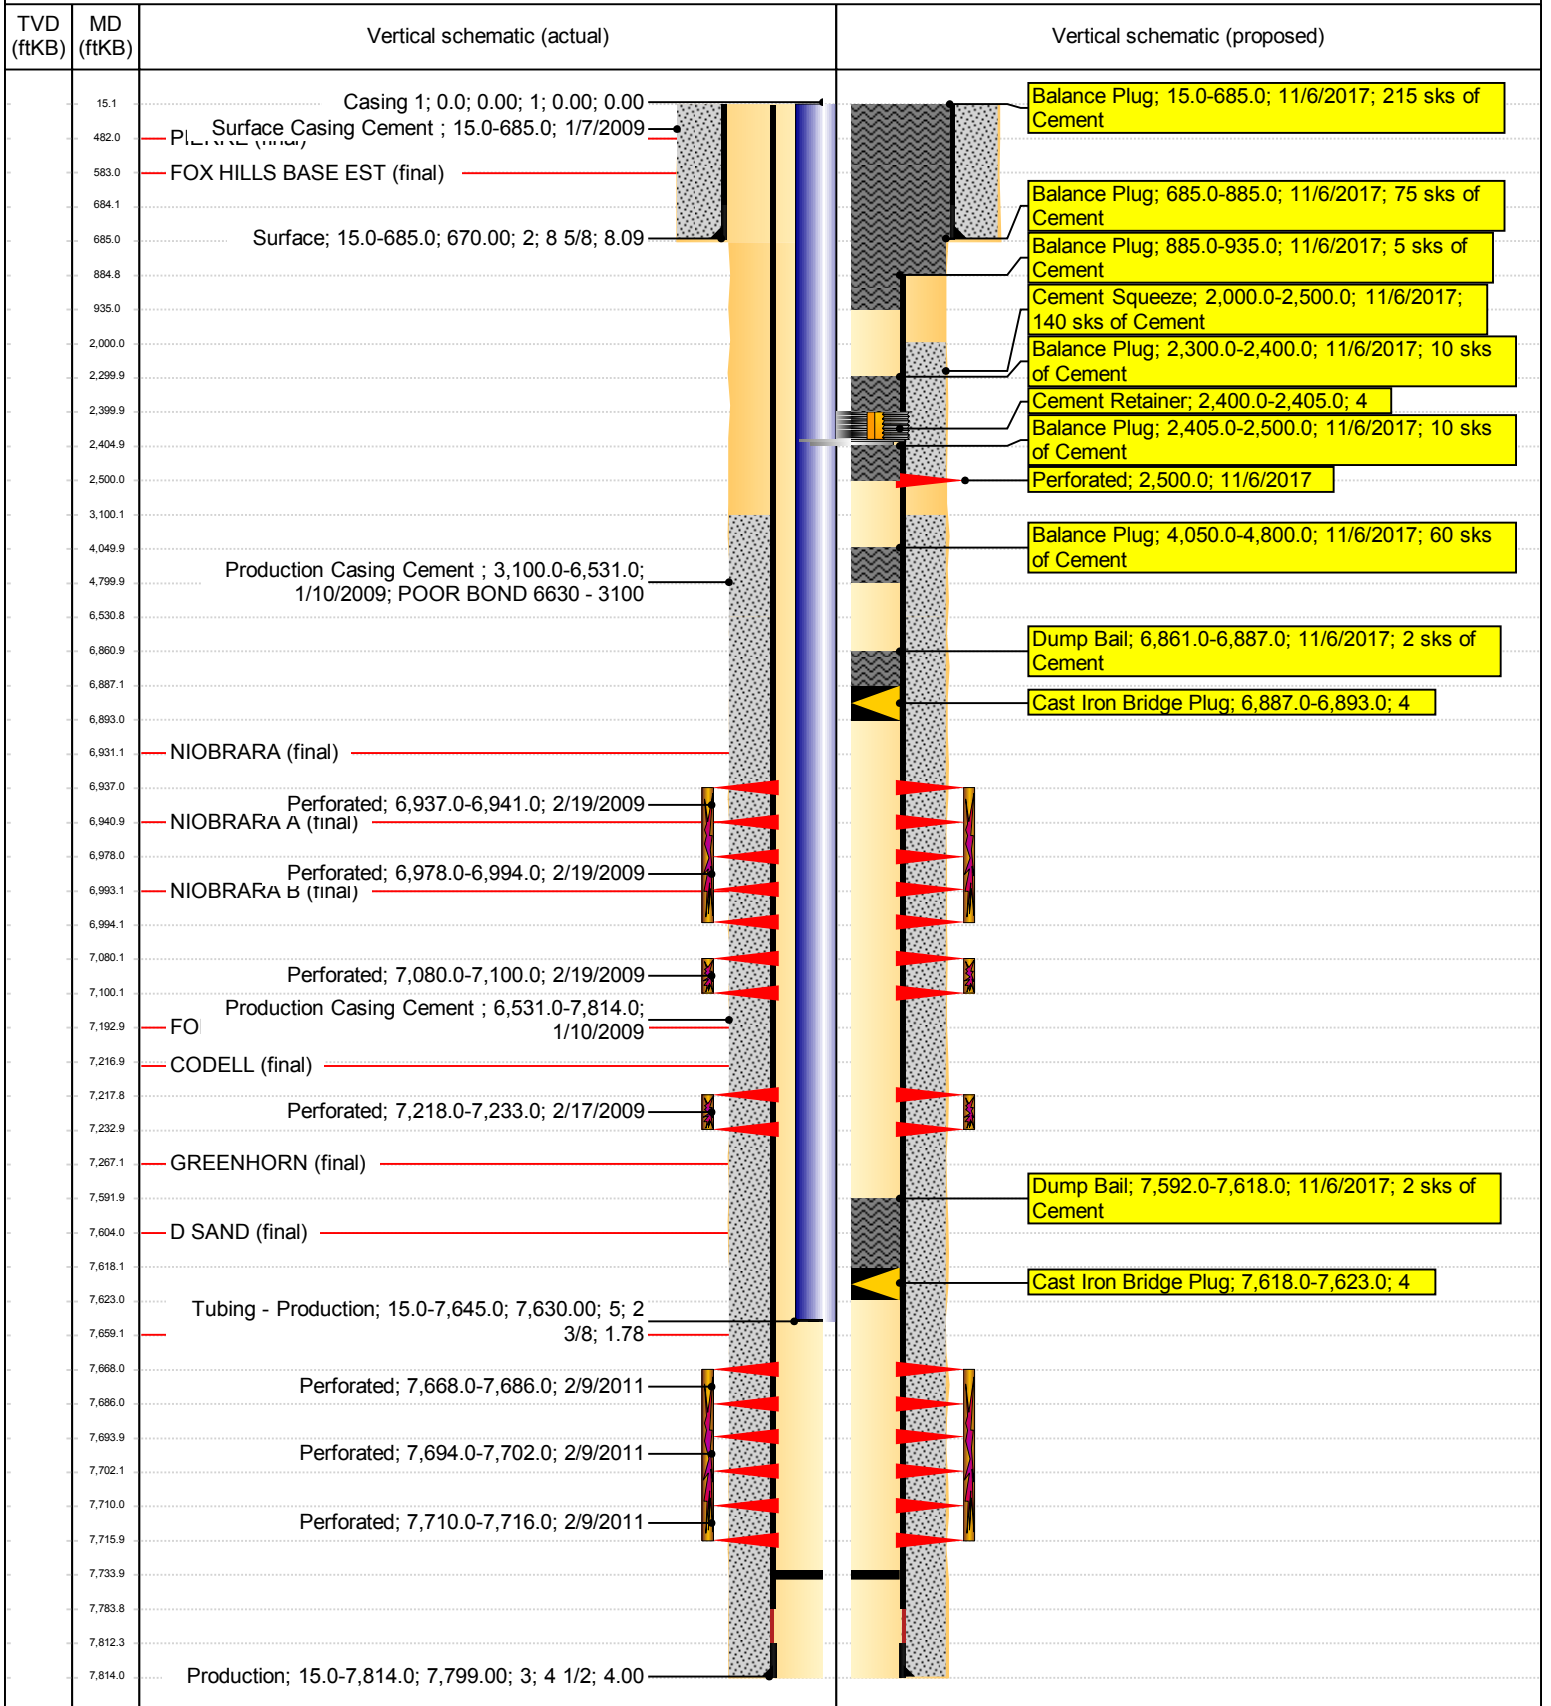 TVD (ftKB)
MD (ftKB)
Vertical schematic (actual)
Vertical schematic (proposed)
15.1
482.0
583.0
684.1
685.0
884.8
935.0
2,000.0
2,299.9
2,399.9
2,404.9
2,500.0
3,100.1
4,049.9
4,799.9
6,530.8
6,860.9
6,887.1
6,893.0
6,931.1
6,937.0
6,940.9
6,978.0
6,993.1
6,994.1
7,080.1
7,100.1
7,192.9
7,216.9
7,217.8
7,232.9
7,267.1
7,591.9
7,604.0
7,618.1
7,623.0
7,659.1
7,668.0
7,686.0
7,693.9
7,702.1
7,710.0
7,715.9
7,733.9
7,783.8
7,812.3
7,814.0
Casing 1; 0.0; 0.00; 1; 0.00; 0.00
Surface Casing Cement ; 15.0-685.0; 1/7/2009
PIERRE (final)
FOX HILLS BASE EST (final)
Surface; 15.0-685.0; 670.00; 2; 8 5/8; 8.09
Production Casing Cement ; 3,100.0-6,531.0;
1/10/2009; POOR BOND 6630 - 3100
NIOBRARA (final)
Perforated; 6,937.0-6,941.0; 2/19/2009
NIOBRARA A (final)
Perforated; 6,978.0-6,994.0; 2/19/2009
NIOBRARA B (final)
Perforated; 7,080.0-7,100.0; 2/19/2009
Production Casing Cement ; 6,531.0-7,814.0;
1/10/2009
FO
CODELL (final)
Perforated; 7,218.0-7,233.0; 2/17/2009
GREENHORN (final)
D SAND (final)
Tubing - Production; 15.0-7,645.0; 7,630.00; 5; 2
3/8; 1.78
Perforated; 7,668.0-7,686.0; 2/9/2011
Perforated; 7,694.0-7,702.0; 2/9/2011
Perforated; 7,710.0-7,716.0; 2/9/2011
Production; 15.0-7,814.0; 7,799.00; 3; 4 1/2; 4.00
Balance Plug; 15.0-685.0; 11/6/2017; 215 sks of
Cement
Balance Plug; 685.0-885.0; 11/6/2017; 75 sks of
Cement
Balance Plug; 885.0-935.0; 11/6/2017; 5 sks of
Cement
Cement Squeeze; 2,000.0-2,500.0; 11/6/2017;
140 sks of Cement
Balance Plug; 2,300.0-2,400.0; 11/6/2017; 10 sks
of Cement
Cement Retainer; 2,400.0-2,405.0; 4
Balance Plug; 2,405.0-2,500.0; 11/6/2017; 10 sks
of Cement
Perforated; 2,500.0; 11/6/2017
Balance Plug; 4,050.0-4,800.0; 11/6/2017; 60 sks
of Cement
Dump Bail; 6,861.0-6,887.0; 11/6/2017; 2 sks of
Cement
Cast Iron Bridge Plug; 6,887.0-6,893.0; 4
Dump Bail; 7,592.0-7,618.0; 11/6/2017; 2 sks of
Cement
Cast Iron Bridge Plug; 7,618.0-7,623.0; 4